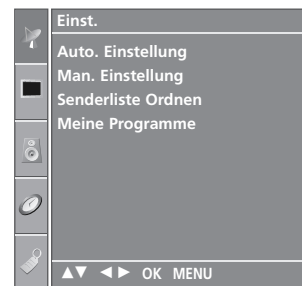 Einst.
Auto. Einstellung
Man. Einstellung
Senderliste Ordnen
Meine Programme
▲▼ ◄► OK MENU